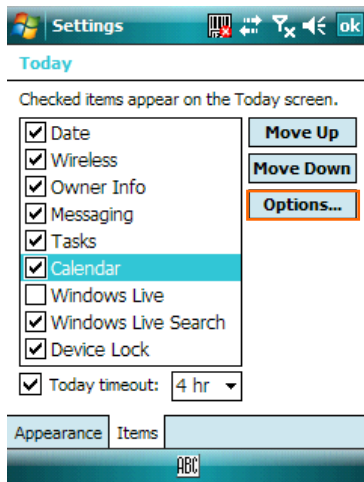 Settings
ok
Today
Checked items appear on the Today screen.
Date
Wireless
Owner Info
Messaging
Tasks
Calendar
Windows Live
Windows Live Search
Device Lock
Move Up
Move Down
Options...
Today timeout: 4 hr
Appearance Items
ABC